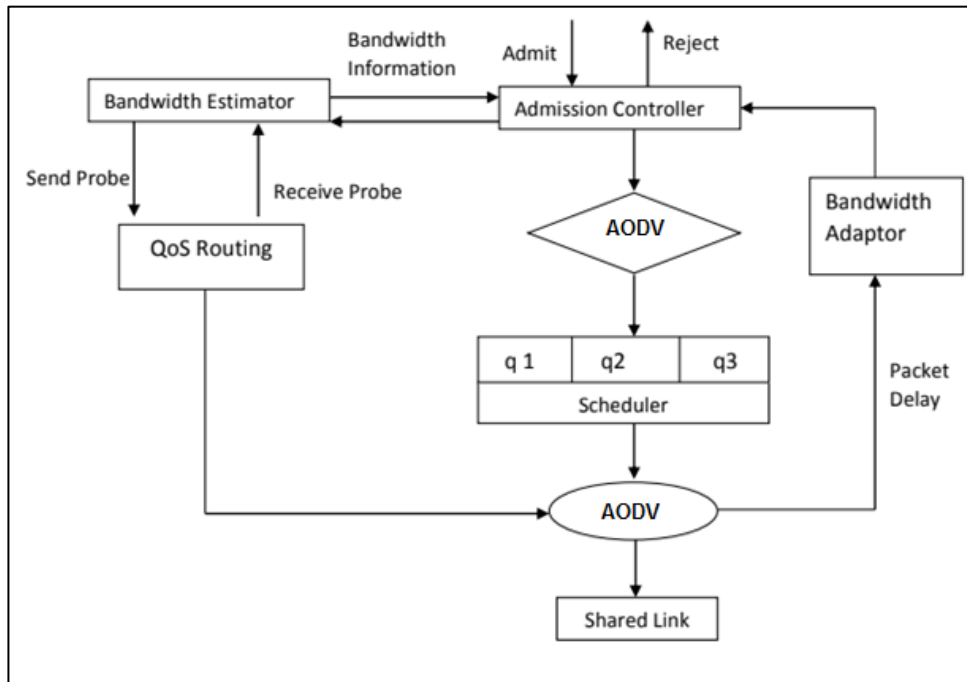 Bandwidth
Information
Admit
Reject
Bandwidth Estimator
Admission Controller
Send Probe
Receive Probe
QoS Routing
AODV
Bandwidth
Adaptor
q 1 q2 q3
Scheduler
Packet
Delay
AODV
Shared Link